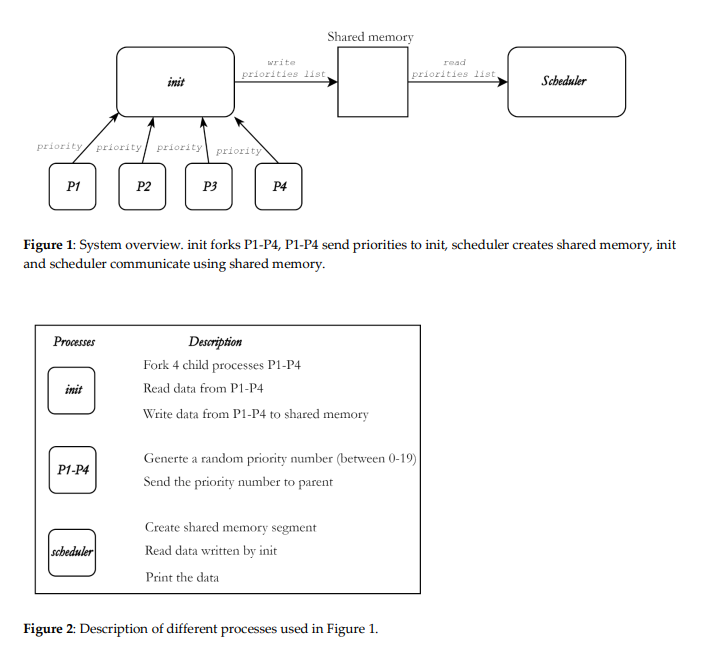 Shared memory
init
write
priorities list
read
priorities list
Scheduler
priority
priority
priority
priority
P1
P2
P3
P4
Figure 1: System overview. init forks P1-P4, P1-P4 send priorities to init, scheduler creates shared memory, init
and scheduler communicate using shared memory.
Processes
Description
init
Fork 4 child processes P1-P4
Read data from P1-P4
Write data from P1-P4 to shared memory
P1-P4
Generte a random priority number (between 0-19)
Send the priority number to parent
scheduler
Create shared memory segment
Read data written by init
Print the data
Figure 2: Description of different processes used in Figure 1.